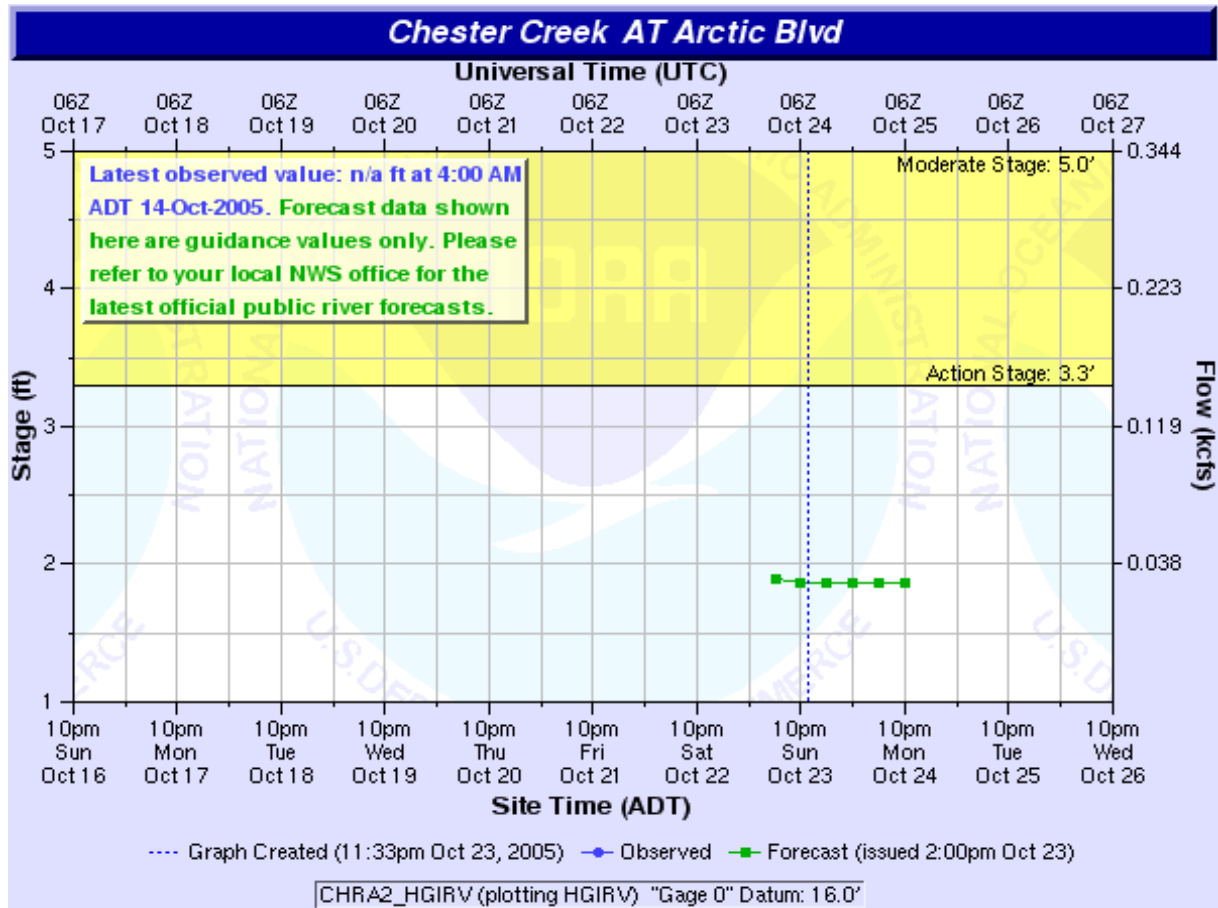 Chester Creek AT Arctic Blvd
Universal Time (UTC)
06Z 06Z 06Z 06Z 06Z 06Z 06Z 06Z 06Z 06Z 06Z
Oct 17 Oct 18 Oct 19 Oct 20 Oct 21 Oct 22 Oct 23 Oct 24 Oct 25 Oct 26 Oct 27
Latest observed value: n/a ft at 4:00 AM
ADT 14-Oct-2005. Forecast data shown
here are guidance values only. Please
refer to your local NWS office for the
latest official public river forecasts.
Moderate Stage: 5.0'
Action Stage: 3.3'
Stage (ft)
5
4
3
2
1
Flow (kcfs)
0.344
0.223
0.119
0.038
10pm 10pm 10pm 10pm 10pm 10pm 10pm 10pm 10pm 10pm 10pm
Sun Mon Tue Wed Thu Fri Sat Sun Mon Tue Wed
Oct 16 Oct 17 Oct 18 Oct 19 Oct 20 Oct 21 Oct 22 Oct 23 Oct 24 Oct 25 Oct 26
Site Time (ADT)
Graph Created (11:33pm Oct 23, 2005) Observed Forecast (issued 2:00pm Oct 23)
CHRA2_HGIRV (plotting HGIRV) "Gage 0" Datum: 16.0'